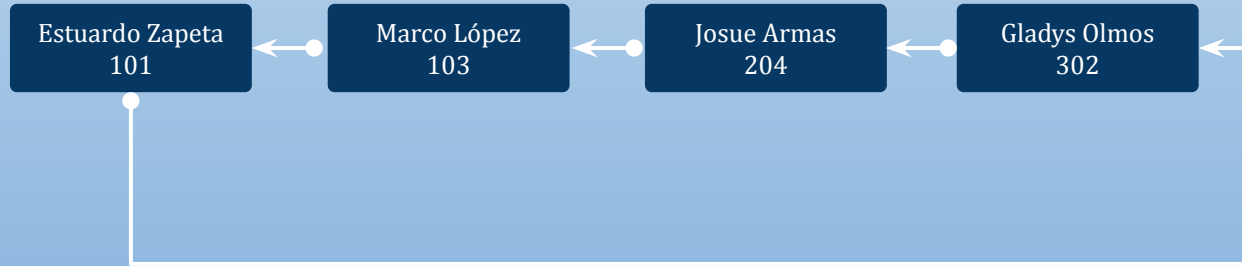 Estuardo Zapeta
101
Marco López
103
Josue Armas
204
Gladys Olmos
302